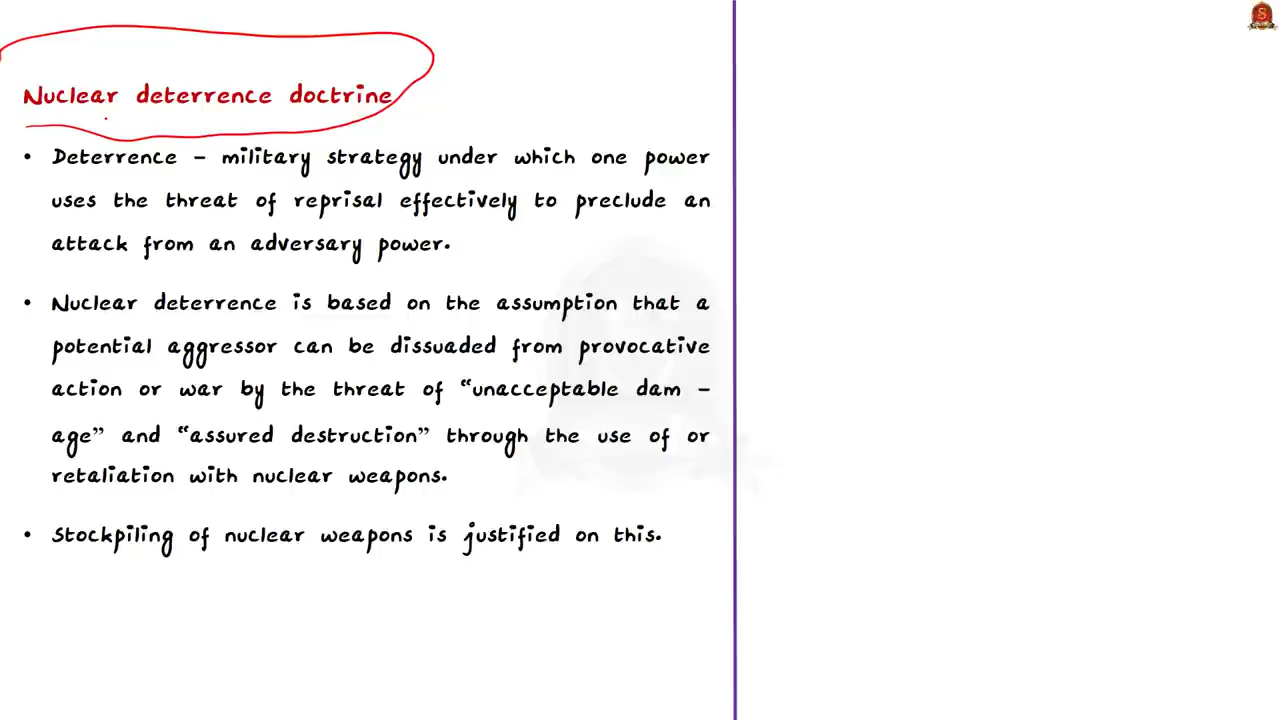 Nuclear deterrence doctrine
• Deterrence – military strategy under which one power
uses the threat of reprisal effectively to preclude an
attack from an adversary power.
• Nuclear deterrence is based on the assumption that a
potential aggressor can be dissuaded from provocative
action or war by the threat of “unacceptable dam –
age” and “assured destruction” through the use of or
retaliation with nuclear weapons.
• Stockpiling of nuclear weapons is justified on this.